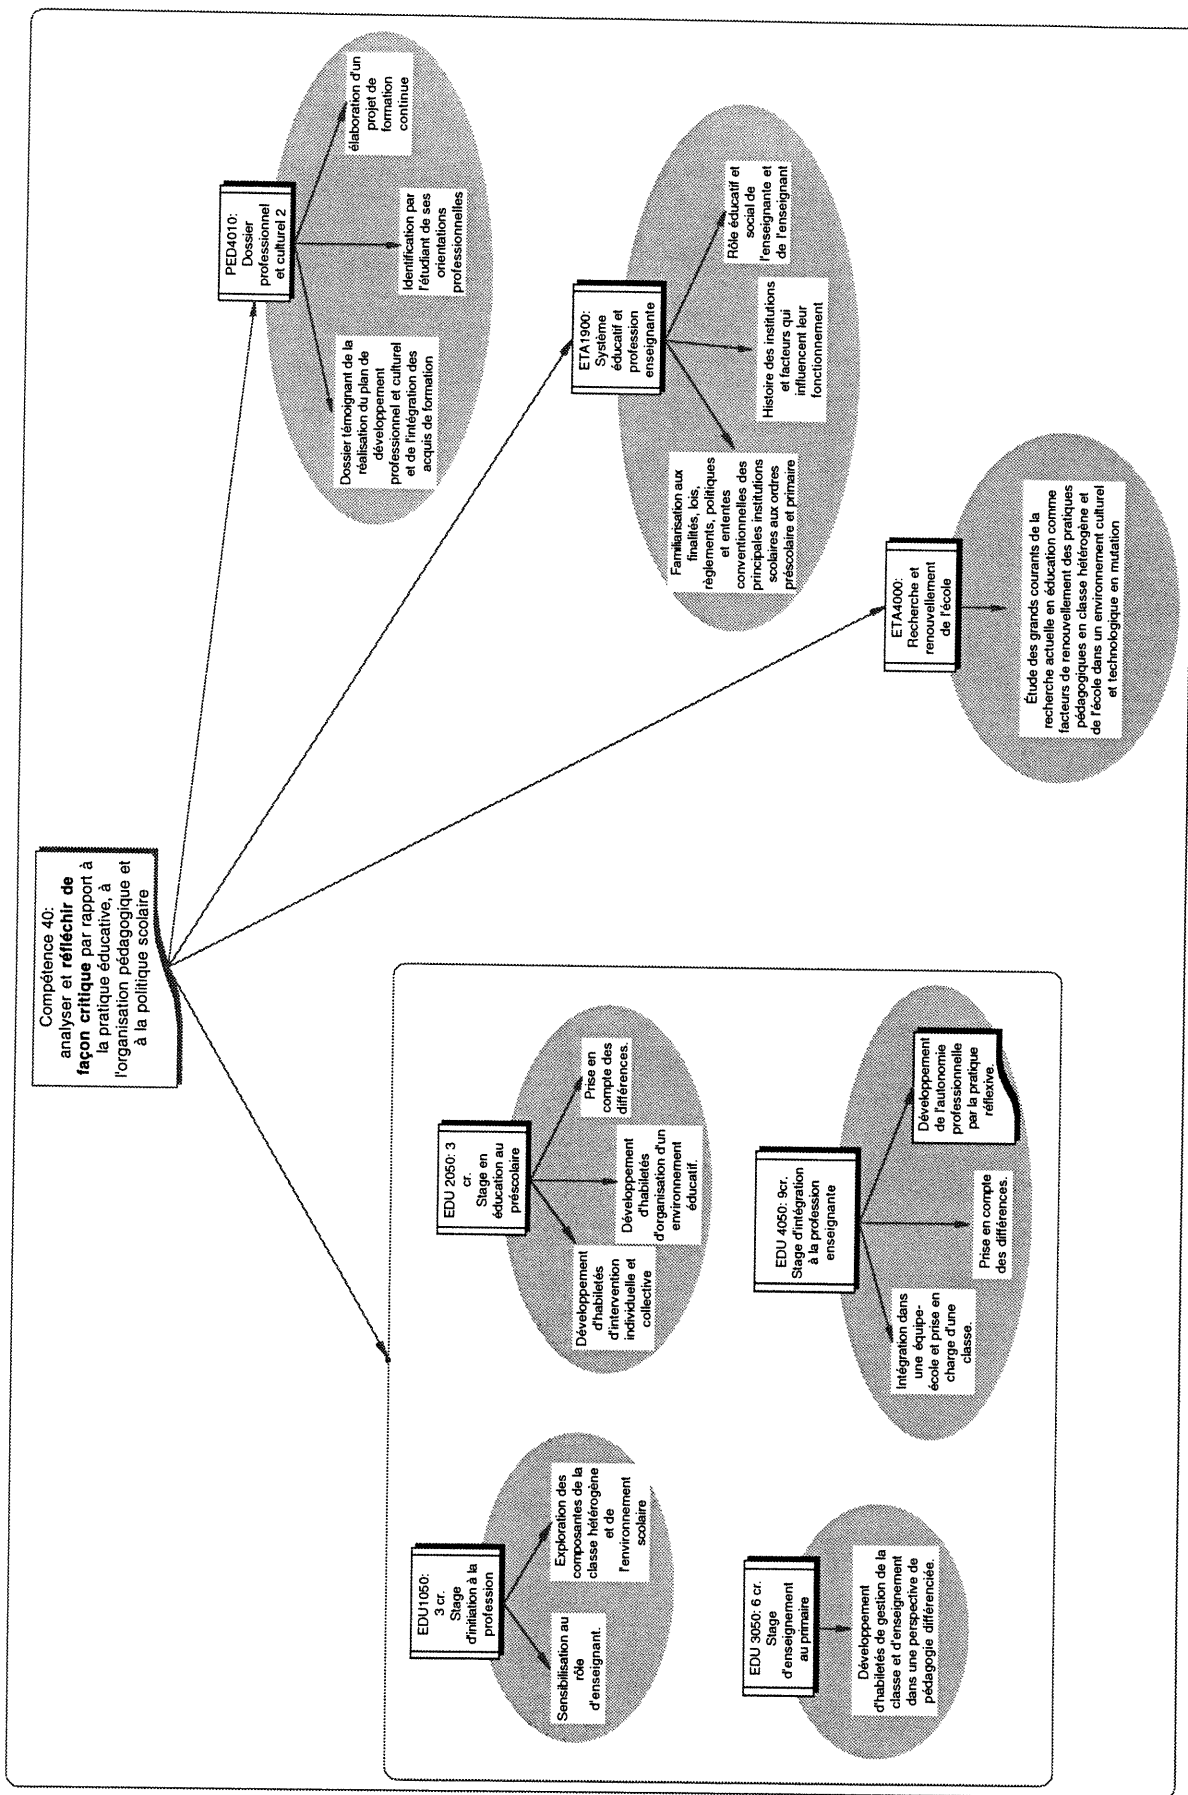 Compétence 40:
analyser et réfléchir de
façon critique par rapport à
la pratique éducative, à
l'organisation pédagogique et
à la politique scolaire
EDU1050:
3 cr.
Stage
d'initiation à la
profession
Sensibilisation au
rôle
d'enseignant.
Exploration des
composantes de la
classe hétérogène
et de
l'environnement
scolaire
EDU 2050: 3
cr.
Stage en
éducation au
préscolaire
Développement
d'habiletés
d'intervention
individuelle et
collective
Développement
d'habiletés
d'organisation d'un
environnement
éducatif.
Prise en
compte des
différences.
EDU 3050: 6 cr.
Stage
d'enseignement
au primaire
Développement
d'habiletés de gestion de la
classe et d'enseignement
dans une perspective de
pédagogie différenciée.
EDU 4050: 9cr.
Stage d'intégration
à la profession
enseignante
Intégration dans
une équipe-
école et prise en
charge d'une
classe.
Prise en compte
des différences.
Développement
de l'autonomie
professionnelle
par la pratique
réflexive.
ETA4000:
Recherche et
renouvellement
de l'école
Étude des grands courants de la
recherche actuelle en éducation comme
facteurs de renouvellement des pratiques
pédagogiques en classe hétérogène et
de l'école dans un environnement culturel
et technologique en mutation
ETA1900:
Système
éducatif et
profession
enseignante
Familiarisation aux
finalités, lois,
règlements, politiques
et ententes
conventionnelles des
principales institutions
scolaires aux ordres
préscolaire et primaire
Histoire des institutions
et facteurs qui
influencent leur
fonctionnement
Rôle éducatif et
social de
l'enseignante et
de l'enseignant
PED4010:
Dossier
professionnel
et culturel 2
Dossier témoignant de la
réalisation du plan de
développement
professionnel et culturel
et de l'intégration des
acquis de formation
Identification par
l'étudiant de ses
orientations
professionnelles
élaboration d'un
projet de
formation
continue